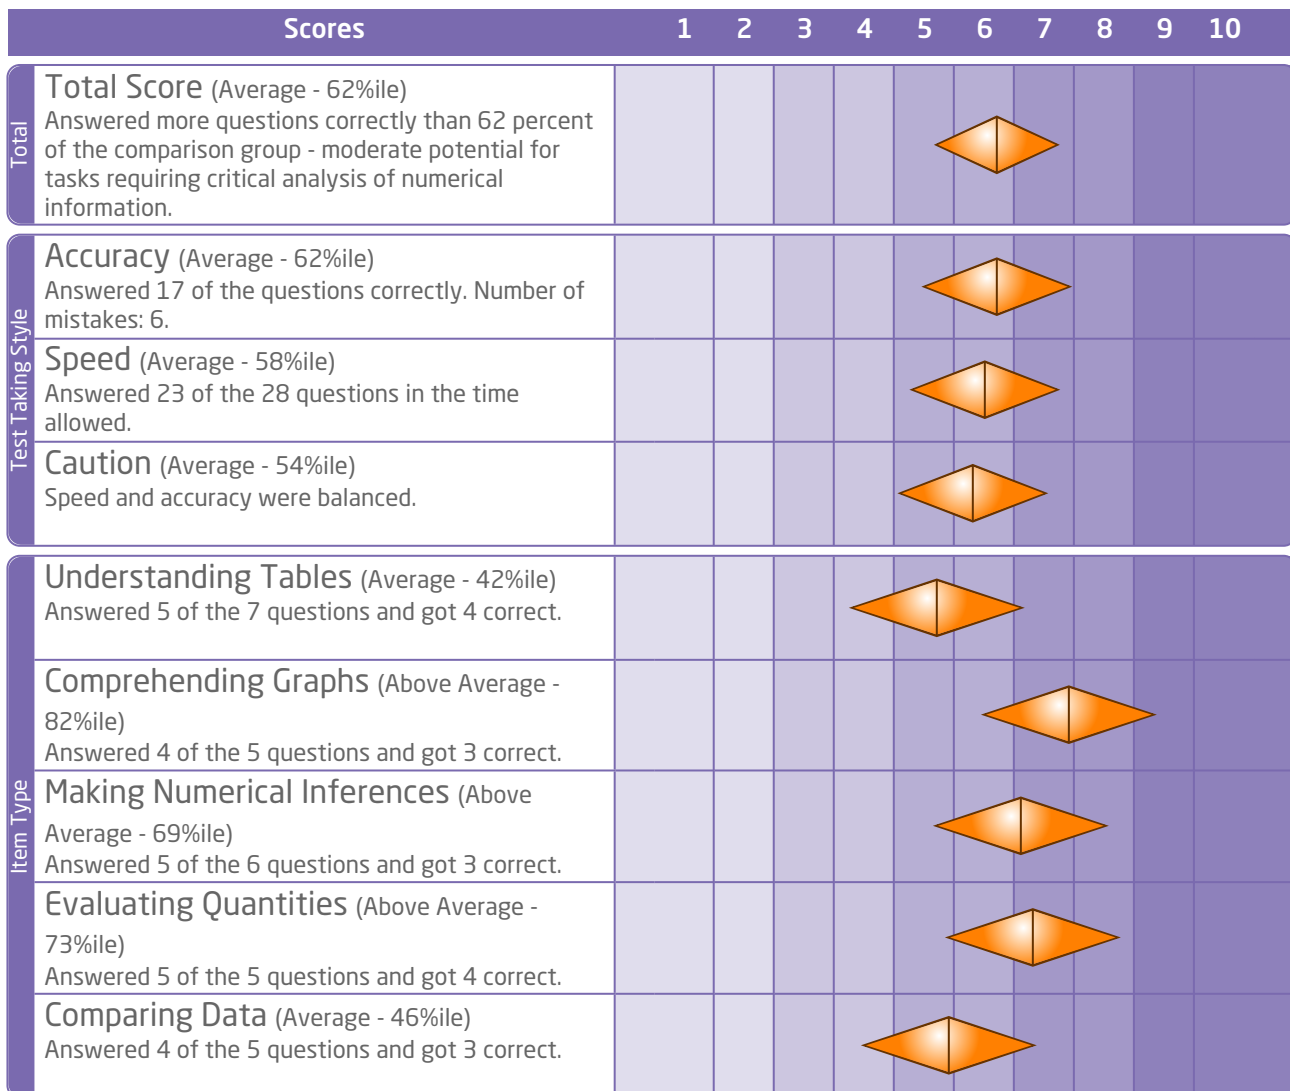 Scores 1 2 3 4 5 6 7 8 9 10
Total
Total Score (Average - 62%ile)
Answered more questions correctly than 62 percent
of the comparison group - moderate potential for
tasks requiring critical analysis of numerical
information.
Test Taking Style
Accuracy (Average - 62%ile)
Answered 17 of the questions correctly. Number of
mistakes: 6.
Speed (Average - 58%ile)
Answered 23 of the 28 questions in the time
allowed.
Caution (Average - 54%ile)
Speed and accuracy were balanced.
Item Type
Understanding Tables (Average - 42%ile)
Answered 5 of the 7 questions and got 4 correct.
Comprehending Graphs (Above Average -
82%ile)
Answered 4 of the 5 questions and got 3 correct.
Making Numerical Inferences (Above
Average - 69%ile)
Answered 5 of the 6 questions and got 3 correct.
Evaluating Quantities (Above Average -
73%ile)
Answered 5 of the 5 questions and got 4 correct.
Comparing Data (Average - 46%ile)
Answered 4 of the 5 questions and got 3 correct.